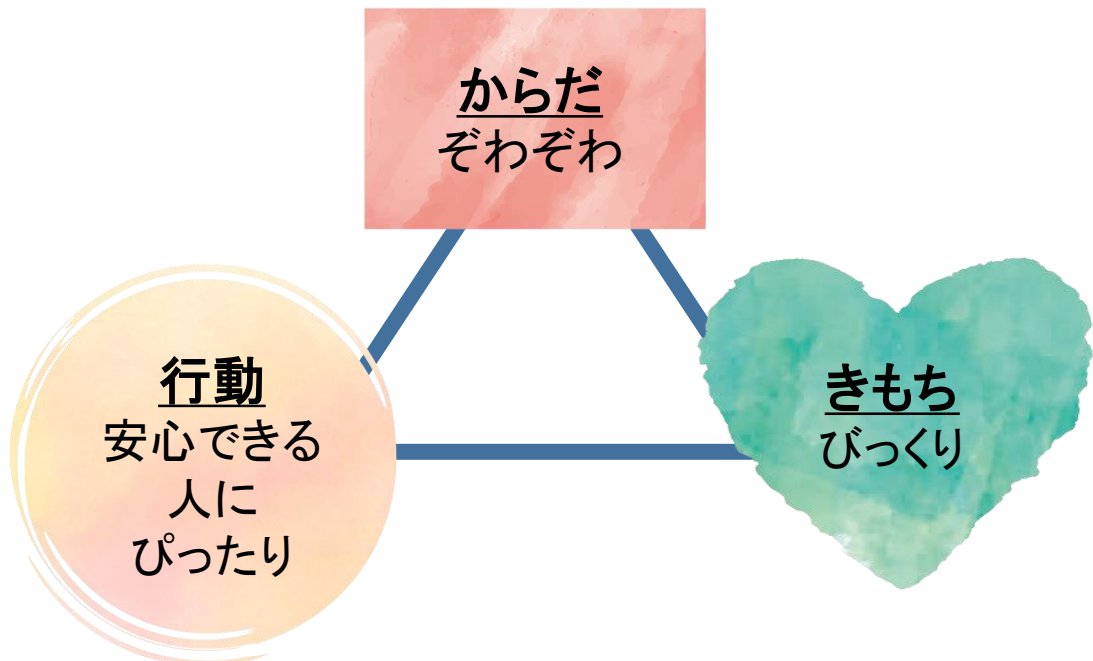 からだ
ぞわぞわ
行動
安心できる
人に
ぴったり
きもち
びっくり